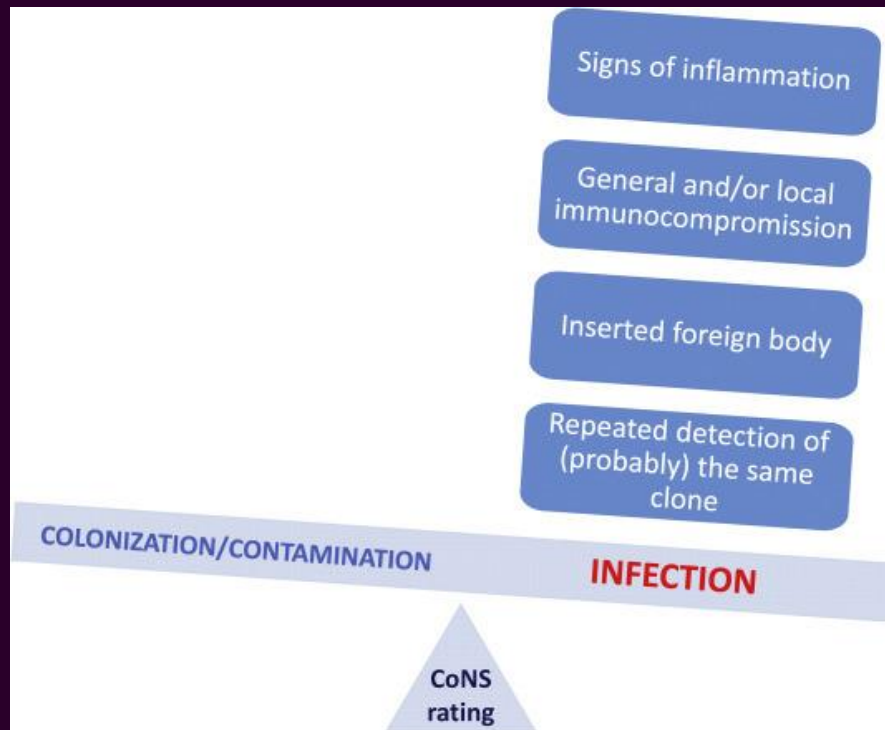 Signs of inflammation
General and/or local
immunocompromission
Inserted foreign body
Repeated detection of
(probably) the same
clone
COLONIZATION/CONTAMINATION
INFECTION
CoNS
rating